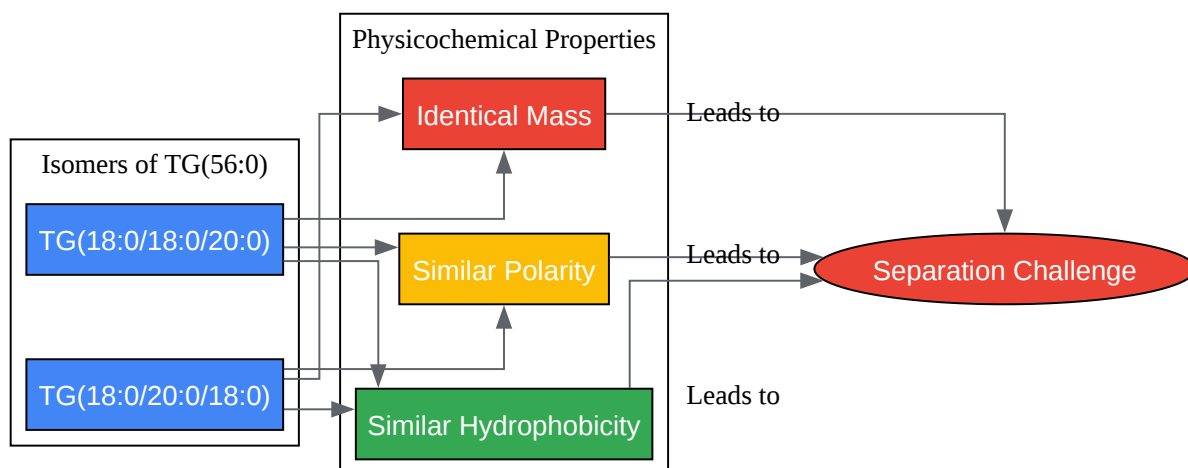 Physicochemical Properties
Identical Mass
Leads to
Isomers of TG(56:0)
TG(18:0/18:0/20:0)
Similar Polarity
Leads to
Separation Challenge
TG(18:0/20:0/18:0)
Similar Hydrophobicity
Leads to